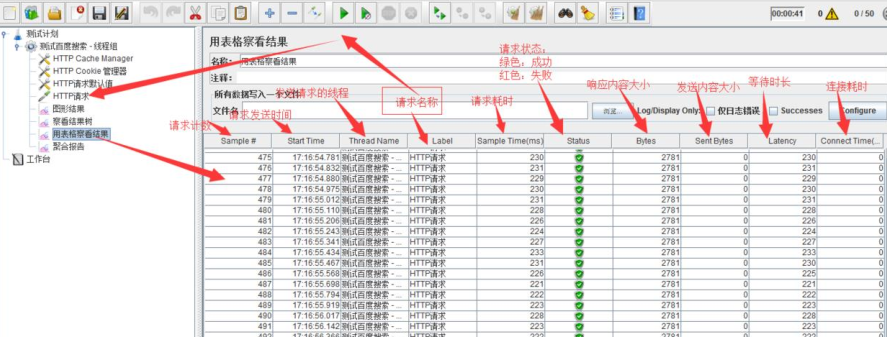 00:00:41 0 0 / 50
测试计划
测试百度搜索 - 线程组
HTTP Cache Manager
HTTP Cookie 管理器
HTTP请求默认值
HTTP请求
图形结果
察看结果树
用表格察看结果
聚合报告
工作台
用表格察看结果
名称: 用表格察看结果
注释:
所有数据写入一个文件
文件名 浏览... Log/Display Only: 仅日志错误 Successes Configure
请求状态:
绿色,成功
红色,失败
请求计数
请求发送时间
发送请求的线程
请求名称
请求耗时
响应内容大小
发送内容大小
等待时长
连接耗时
Sample # Start Time Thread Name Label Sample Time(ms) Status Bytes Sent Bytes Latency Connect Time(...
475 17:16:54.781 测试百度搜索 - ... HTTP请求 230 2781 0 230 0
476 17:16:54.832 测试百度搜索 - ... HTTP请求 231 2781 0 231 0
477 17:16:54.880 测试百度搜索 - ... HTTP请求 229 2781 0 229 0
478 17:16:54.975 测试百度搜索 - ... HTTP请求 230 2781 0 230 0
479 17:16:55.012 测试百度搜索 - ... HTTP请求 231 2781 0 231 0
480 17:16:55.110 测试百度搜索 - ... HTTP请求 228 2781 0 228 0
481 17:16:55.206 测试百度搜索 - ... HTTP请求 226 2781 0 226 0
482 17:16:55.243 测试百度搜索 - ... HTTP请求 224 2781 0 224 0
483 17:16:55.341 测试百度搜索 - ... HTTP请求 227 2781 0 227 0
484 17:16:55.434 测试百度搜索 - ... HTTP请求 233 2781 0 233 0
485 17:16:55.467 测试百度搜索 - ... HTTP请求 231 2781 0 230 0
486 17:16:55.568 测试百度搜索 - ... HTTP请求 226 2781 0 225 0
487 17:16:55.698 测试百度搜索 - ... HTTP请求 221 2781 0 221 0
488 17:16:55.794 测试百度搜索 - ... HTTP请求 222 2781 0 222 0
489 17:16:55.919 测试百度搜索 - ... HTTP请求 223 2781 0 223 0
490 17:16:56.017 测试百度搜索 - ... HTTP请求 228 2781 0 228 0
491 17:16:56.142 测试百度搜索 - ... HTTP请求 223 2781 0 223 0